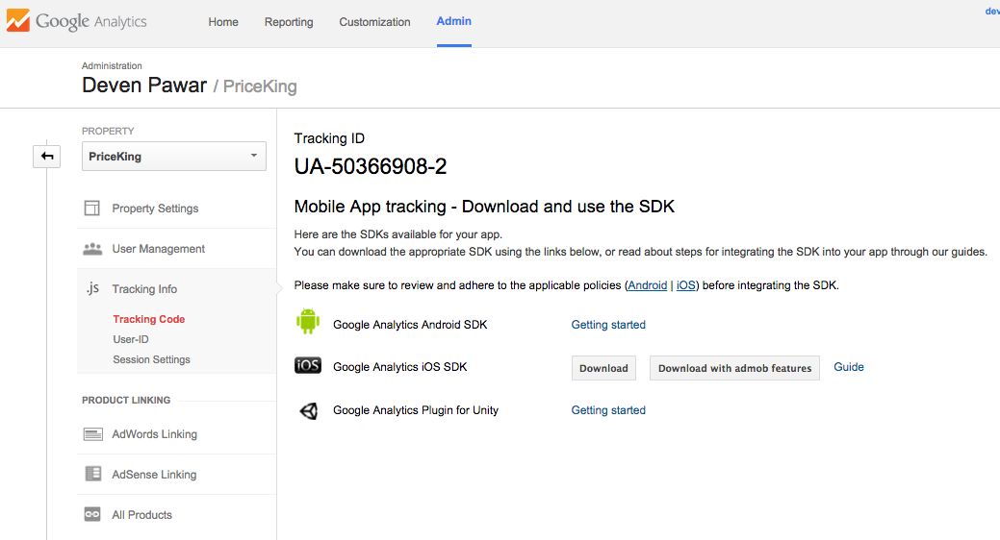 Google Analytics
Home Reporting Customization Admin
dev
Administration
Deven Pawar / PriceKing
PROPERTY
PriceKing
Property Settings
User Management
.js Tracking Info
Tracking Code
User-ID
Session Settings
PRODUCT LINKING
AdWords Linking
AdSense Linking
All Products
Tracking ID
UA-50366908-2
Mobile App tracking - Download and use the SDK
Here are the SDKs available for your app.
You can download the appropriate SDK using the links below, or read about steps for integrating the SDK into your app through our guides.
Please make sure to review and adhere to the applicable policies (Android | iOS) before integrating the SDK.
Google Analytics Android SDK Getting started
iOS Google Analytics iOS SDK Download Download with admob features Guide
Google Analytics Plugin for Unity Getting started